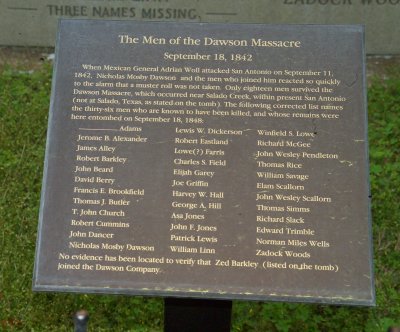 THREE NAMES MISSING.
ZADOCK WOOD
The Men of the Dawson Massacre
September 18, 1842
When Mexican General Adrian Woll attacked San Antonio on September 11,
1842, Nicholas Mosby Dawson and the men who joined him reacted so quickly
to the alarm that a muster roll was not taken. Only eighteen men survived the
Dawson Massacre, which occurred near Salado Creek, within present San Antonio
(not at Salado, Texas, as stated on the tomb). The following corrected list names
the thirty-six men who are known to have been killed, and whose remains were
here entombed on September 18, 1848:
________ Adams
Jerome B. Alexander
James Alley
Robert Barkley
John Beard
David Berry
Francis E. Brookfield
Thomas J. Butler
T. John Church
Robert Cummins
John Dancer
Nicholas Mosby Dawson
Lewis W. Dickerson
Robert Eastland
Lowe(?) Farris
Charles S. Field
Elijah Garey
Joe Griffin
Harvey W. Hall
George A. Hill
Asa Jones
John F. Jones
Patrick Lewis
William Linn
Winfield S. Lowe
Richard McGee
John Wesley Pendleton
Thomas Rice
William Savage
Elam Scallorn
John Wesley Scallorn
Thomas Simms
Richard Slack
Edward Trimble
Norman Miles Wells
Zadock Woods
No evidence has been located to verify that Zed Barkley (listed on the tomb)
joined the Dawson Company.